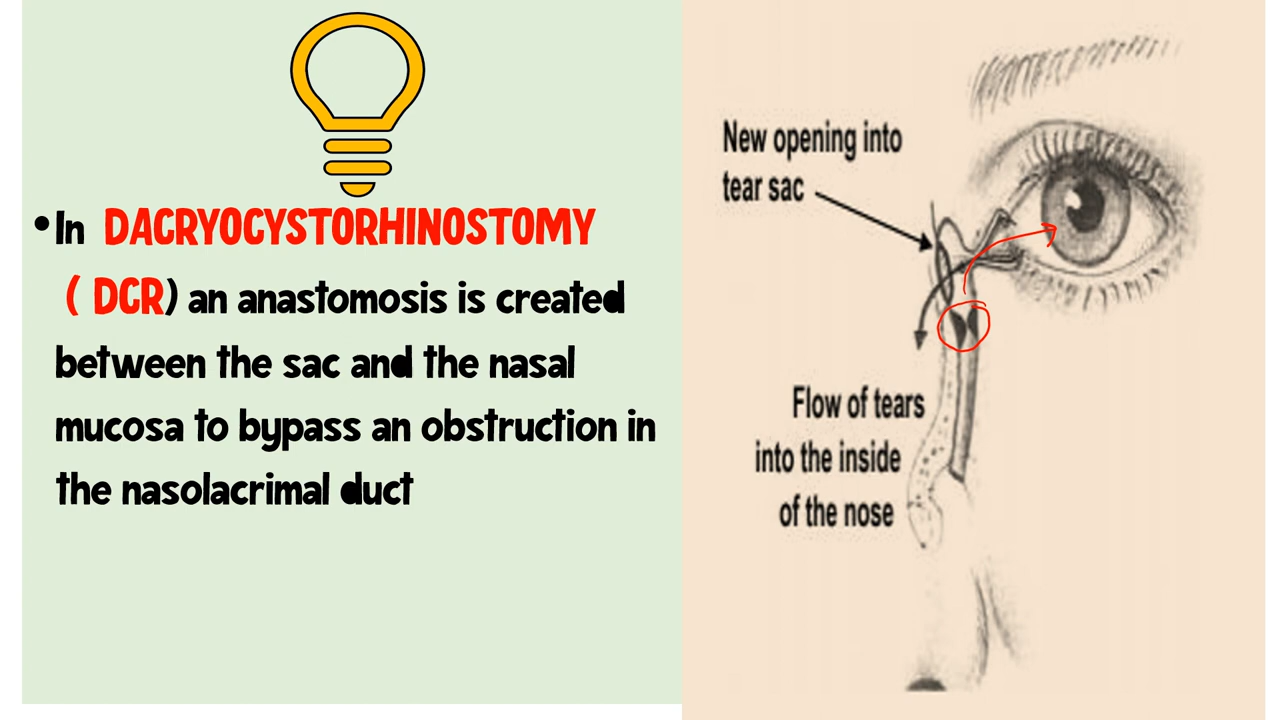 • In DACRYOCYSTORHINOSTOMY
( DCR) an anastomosis is created
between the sac and the nasal
mucosa to bypass an obstruction in
the nasolacrimal duct
New opening into
tear sac
Flow of tears
into the inside
of the nose